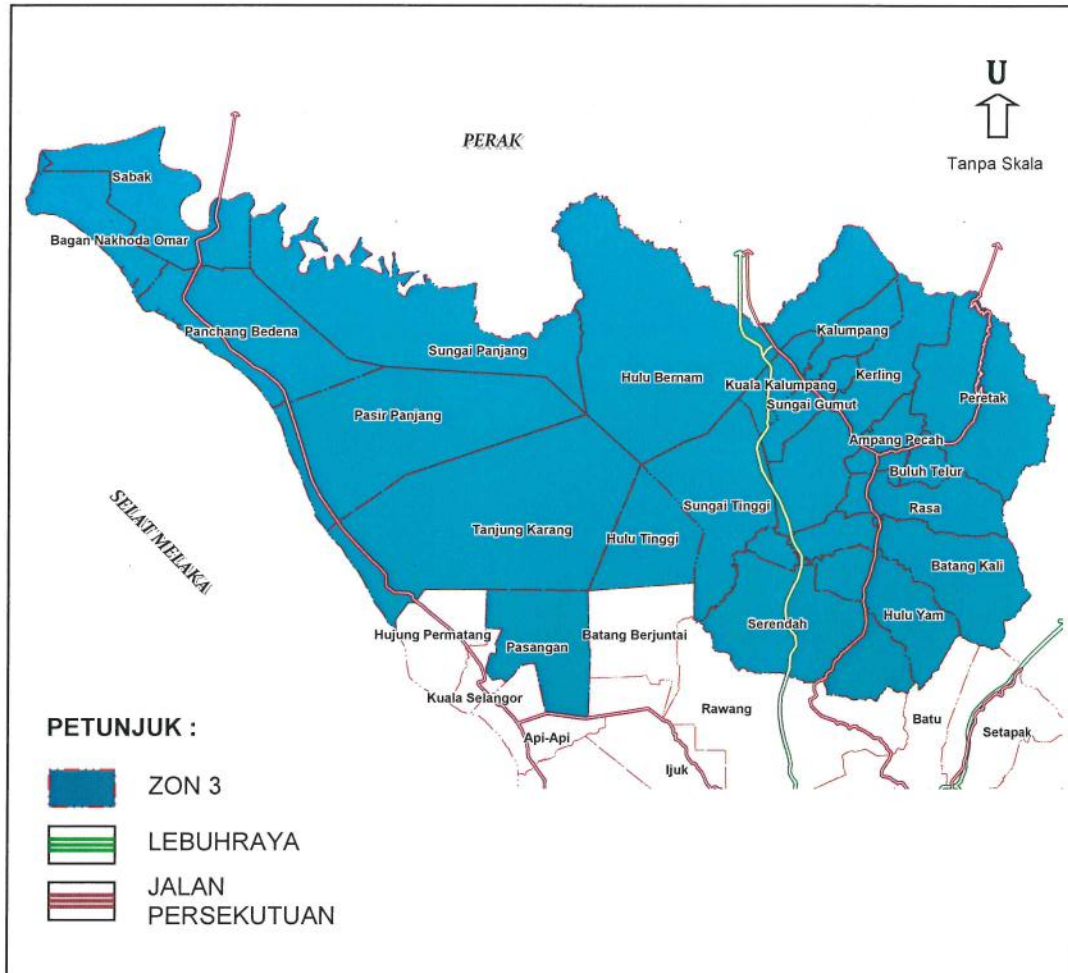 U
Tanpa Skala
PERAK
Sabak
Bagan Nakhoda Omar
Panchang Bedena
Sungai Panjang
Kalumpang
Hulu Bernam
Kuala Kalumpang
Kerling
Sungai Gumut
Peretak
Pasir Panjang
Ampang Pecah
Buluh Telur
Sungai Tinggi
Rasa
SELAT MELAKA
Tanjung Karang
Hulu Tinggi
Batang Kali
Hulu Yam
Serendah
Hujung Permatang
Batang Berjuntai
Pasangan
Kuala Selangor
Rawang
Batu
Setapak
Api-Api
Ijuk
PETUNJUK :
ZON 3
LEBUHRAYA
JALAN
PERSEKUTUAN